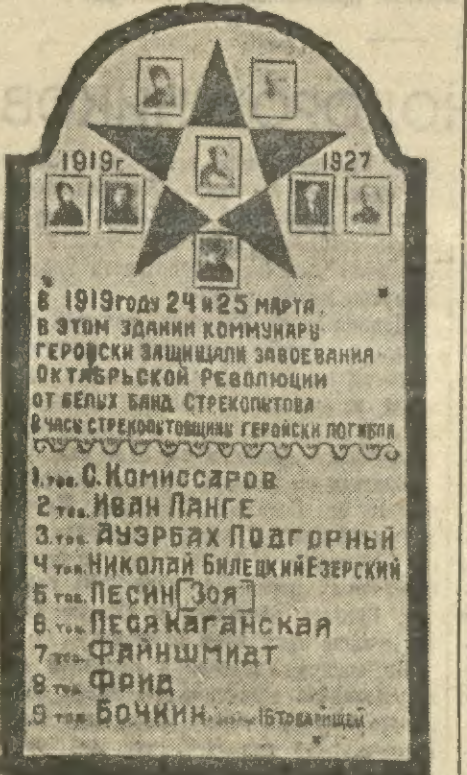 1919г 1927
В 1919 году 24 и 25 марта,
в этом здании коммунары
геройски защищали завоевания
Октябрьской Революции
от белых банд Стрекопытова
В часы стрекопытовщины геройски погибли
1. тов. С. Комиссаров
2 тов. Иван Ланге
3. тов. Ауэрбах Подгорный
4 тов. Николай Билецкий Езерский
5 тов. Песин [Зоя]
6. тов. Песя Каганская
7 тов. Файншмидт
8 тов. Фрид
9 тов. Бочкин 15 товарищей